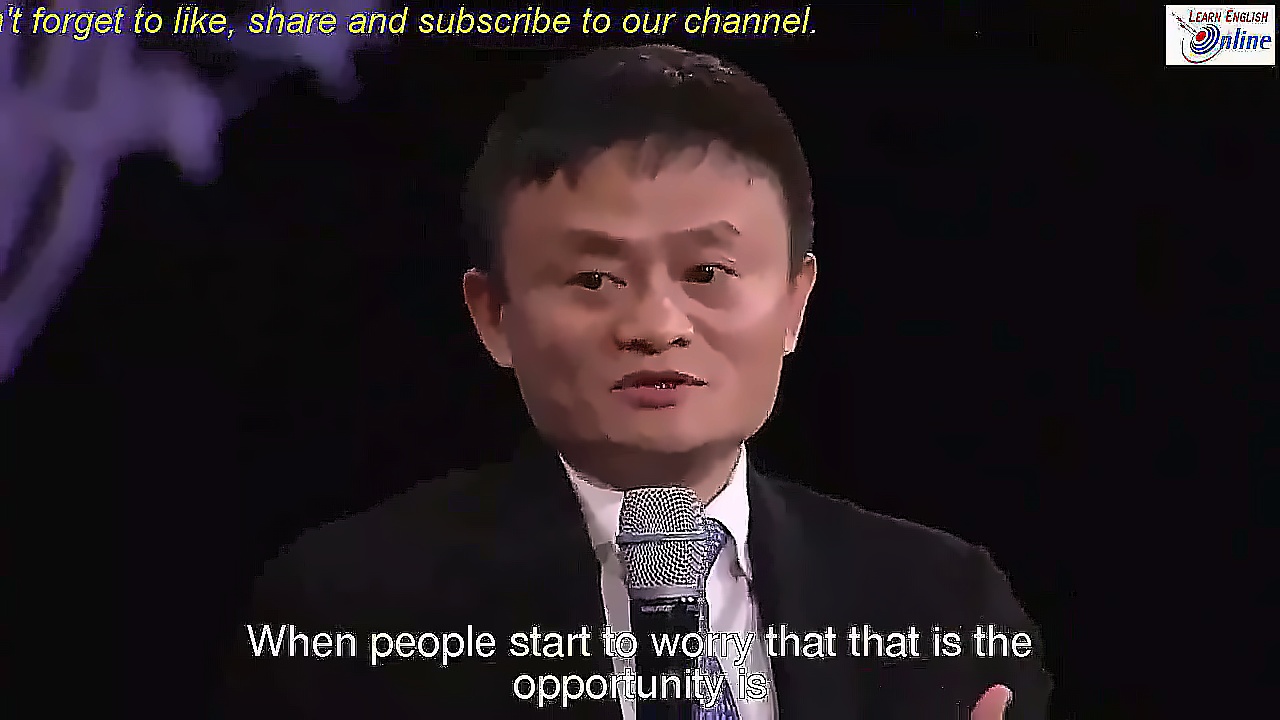 't forget to like, share and subscribe to our channel.
LEARN ENGLISH
Online
When people start to worry that that is the
opportunity is